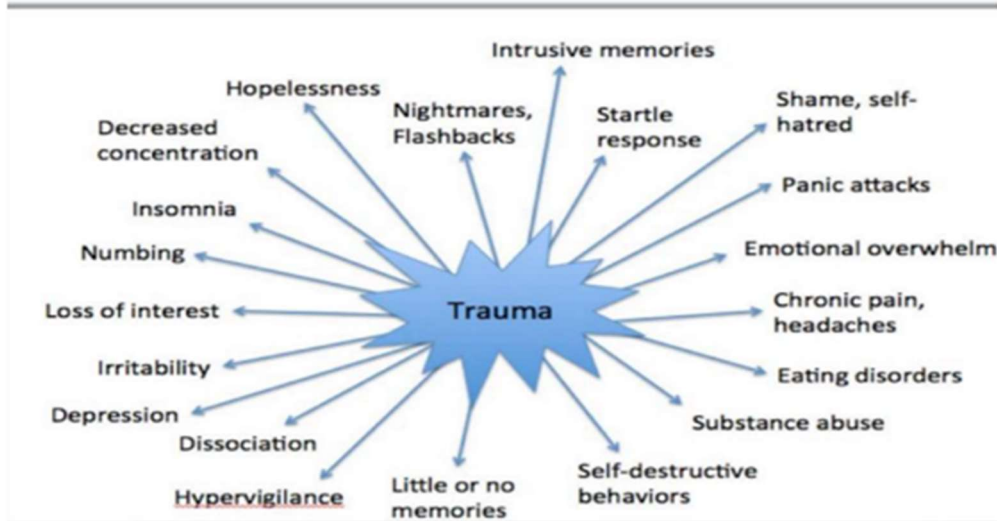 Intrusive memories
Hopelessness
Nightmares,
Flashbacks
Startle
response
Shame, self-
hatred
Decreased
concentration
Panic attacks
Insomnia
Numbing
Emotional overwhelm
Loss of interest
Trauma
Chronic pain,
headaches
Irritability
Eating disorders
Depression
Substance abuse
Dissociation
Self-destructive
behaviors
Hypervigilance
Little or no
memories